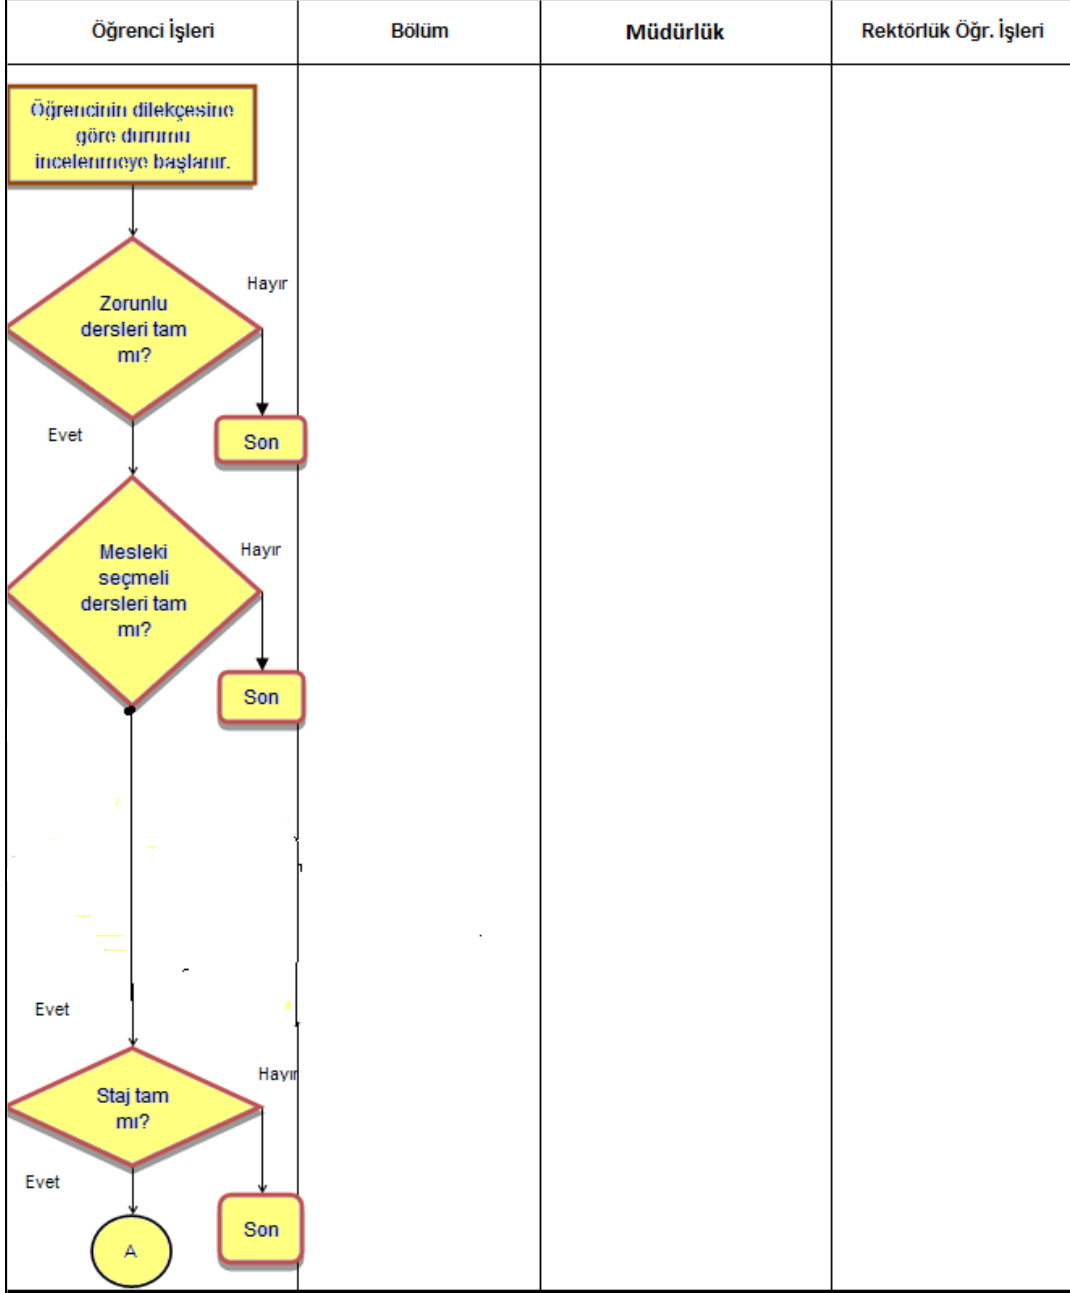 Öğrenci İşleri
Bölüm
Müdürlük
Rektörlük Öğr. İşleri
Öğrencinin dilekçesine
göre durumu
incelenmeye başlanır.
Hayır
Zorunlu
dersleri tam
mı?
Evet
Son
Hayır
Mesleki
seçmeli
dersleri tam
mı?
Son
Evet
Hayır
Staj tam
mı?
Evet
Son
A